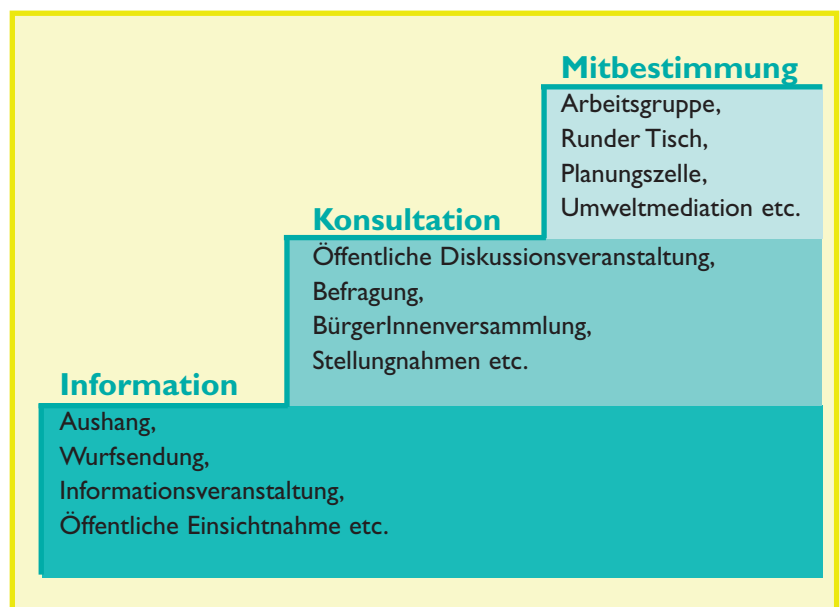 Mitbestimmung
Arbeitsgruppe,
Runder Tisch,
Planungszelle,
Umweltmediation etc.
Konsultation
Öffentliche Diskussionsveranstaltung,
Befragung,
BürgerInnenversammlung,
Stellungnahmen etc.
Information
Aushang,
Wurfsendung,
Informationsveranstaltung,
Öffentliche Einsichtnahme etc.